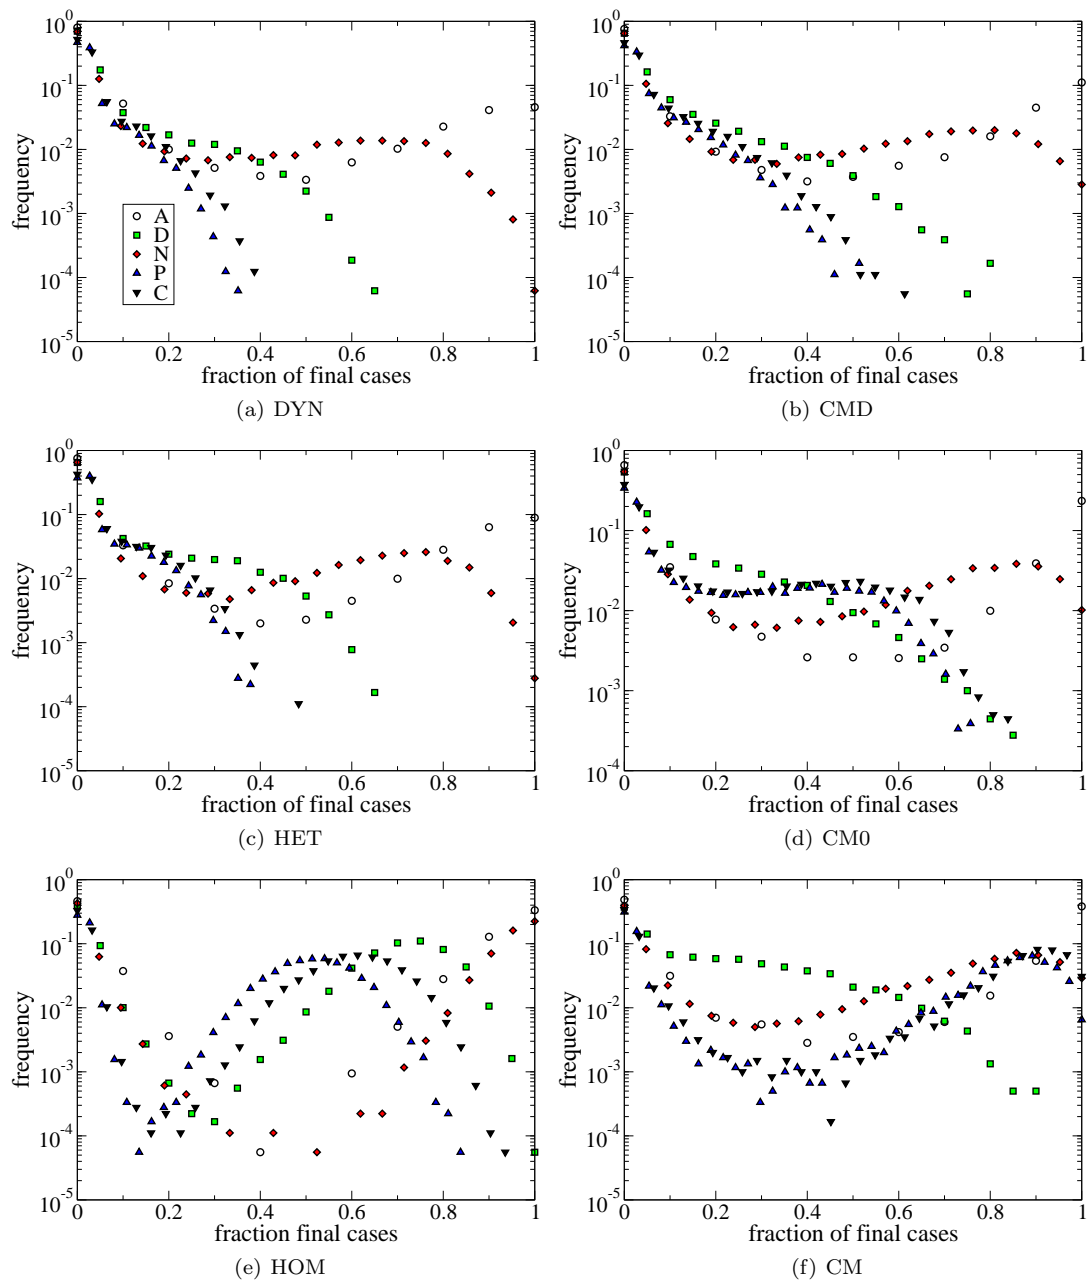 10^0
10^-1
10^-2
10^-3
10^-4
10^-5
frequency
0 0.2 0.4 0.6 0.8 1
fraction of final cases
A
D
N
P
C
(a) DYN
10^0
10^-1
10^-2
10^-3
10^-4
10^-5
frequency
0 0.2 0.4 0.6 0.8 1
fraction of final cases
(b) CMD
10^0
10^-1
10^-2
10^-3
10^-4
10^-5
frequency
0 0.2 0.4 0.6 0.8 1
fraction of final cases
(c) HET
10^0
10^-1
10^-2
10^-3
10^-4
frequency
0 0.2 0.4 0.6 0.8 1
fraction of final cases
(d) CM0
10^0
10^-1
10^-2
10^-3
10^-4
10^-5
frequency
0 0.2 0.4 0.6 0.8 1
fraction final cases
(e) HOM
10^0
10^-1
10^-2
10^-3
10^-4
10^-5
frequency
0 0.2 0.4 0.6 0.8 1
fraction of final cases
(f) CM